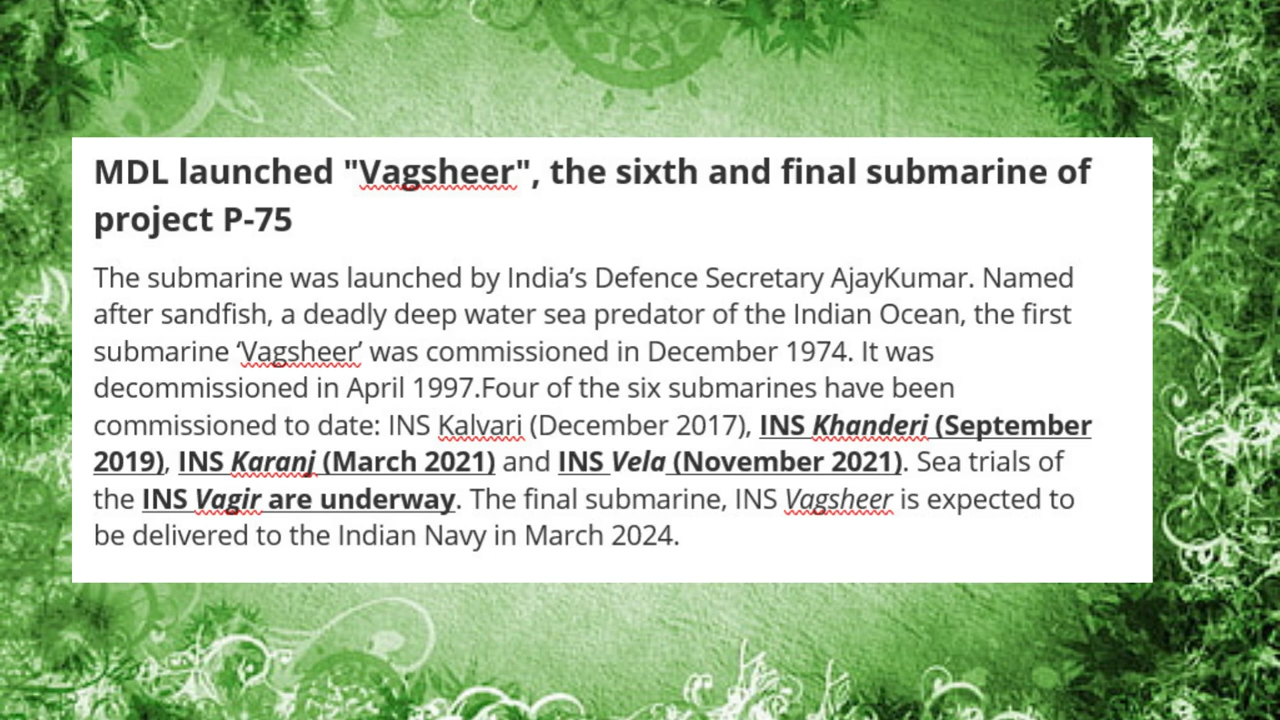 MDL launched "Vagsheer", the sixth and final submarine of
project P-75
The submarine was launched by India’s Defence Secretary AjayKumar. Named
after sandfish, a deadly deep water sea predator of the Indian Ocean, the first
submarine ‘Vagsheer’ was commissioned in December 1974. It was
decommissioned in April 1997.Four of the six submarines have been
commissioned to date: INS Kalvari (December 2017), INS Khanderi (September
2019), INS Karanj (March 2021) and INS Vela (November 2021). Sea trials of
the INS Vagir are underway. The final submarine, INS Vagsheer is expected to
be delivered to the Indian Navy in March 2024.